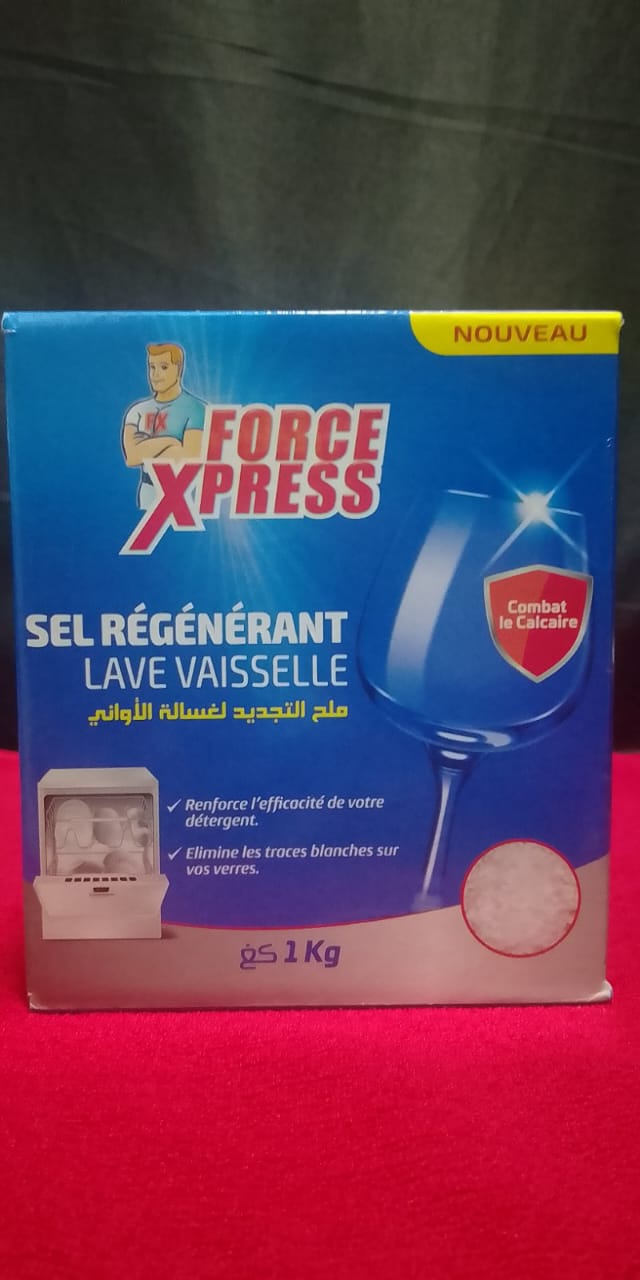 NOUVEAU
FX
FORCE
XPRESS
Combat
le Calcaire
SEL RÉGÉNÉRANT
LAVE VAISSELLE
ملح التجديد لغسالة الأواني
✓ Renforce l'efficacité de votre
détergent.
✓ Elimine les traces blanches sur
vos verres.
1 Kg كغ